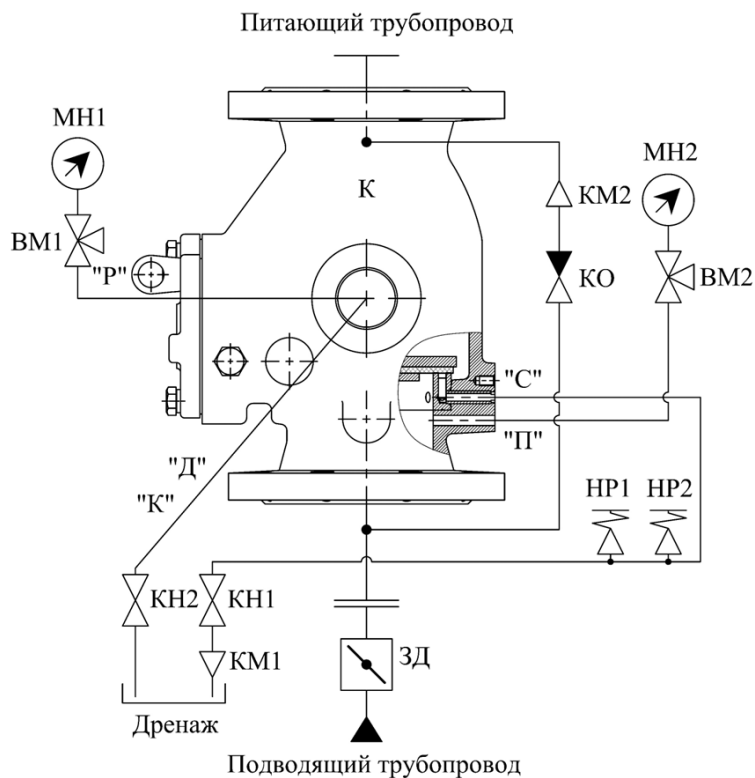 Питающий трубопровод
МН1
МН2
К
КМ2
ВМ1
"Р"
КО
ВМ2
"С"
"П"
"Д"
"К"
НР1
НР2
КН2
КН1
КМ1
ЗД
Дренаж
Подводящий трубопровод